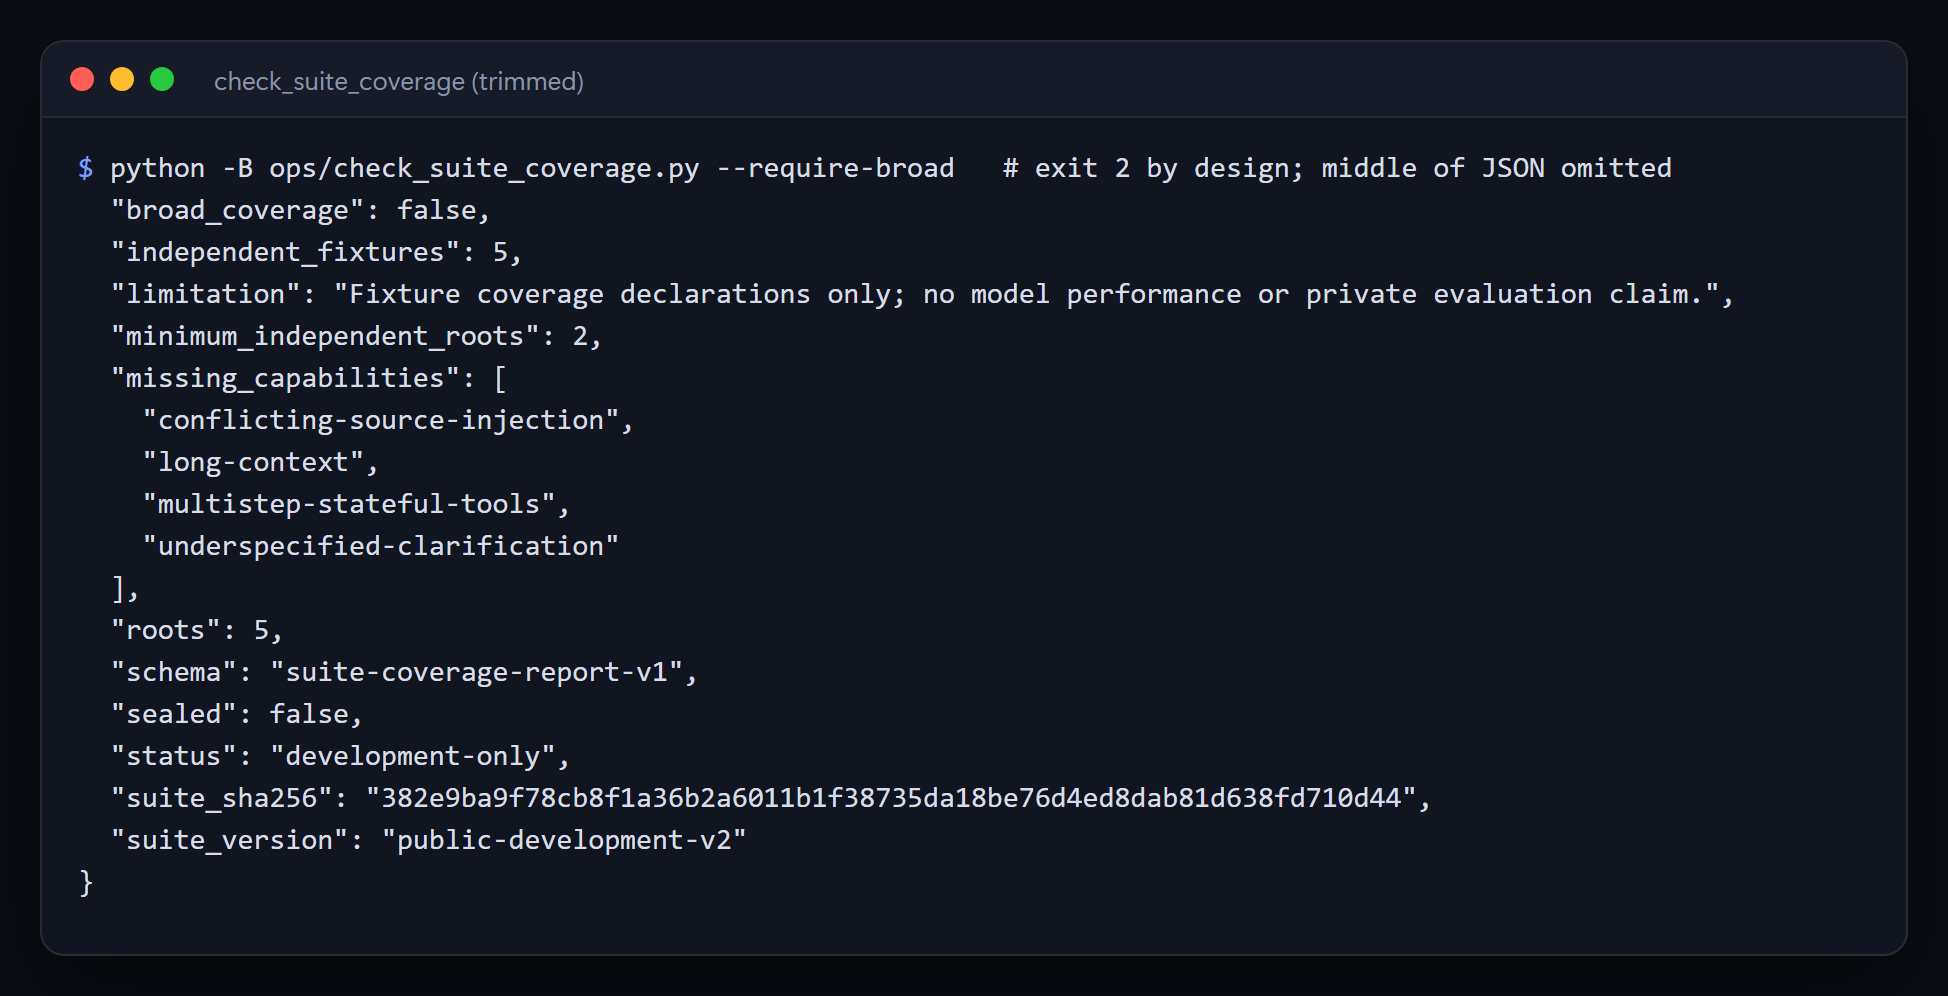 check_suite_coverage (trimmed)
$ python -B ops/check_suite_coverage.py --require-broad   # exit 2 by design; middle of JSON omitted
  "broad_coverage": false,
  "independent_fixtures": 5,
  "limitation": "Fixture coverage declarations only; no model performance or private evaluation claim.",
  "minimum_independent_roots": 2,
  "missing_capabilities": [
    "conflicting-source-injection",
    "long-context",
    "multistep-stateful-tools",
    "underspecified-clarification"
  ],
  "roots": 5,
  "schema": "suite-coverage-report-v1",
  "sealed": false,
  "status": "development-only",
  "suite_sha256": "382e9ba9f78cb8f1a36b2a6011b1f38735da18be76d4ed8dab81d638fd710d44",
  "suite_version": "public-development-v2"
}